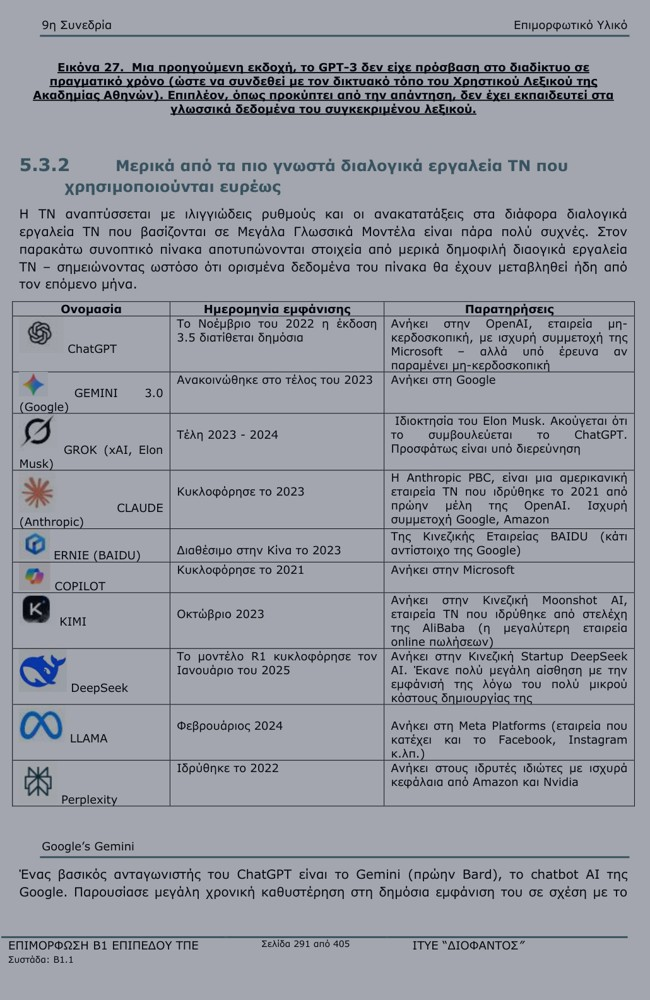 9η Συνεδρία Επιμορφωτικό Υλικό
Εικόνα 27. Μια προηγούμενη εκδοχή, το GPT-3 δεν είχε πρόσβαση στο διαδίκτυο σε
πραγματικό χρόνο (ώστε να συνδεθεί με τον δικτυακό τόπο του Χρηστικού Λεξικού της
Ακαδημίας Αθηνών). Επιπλέον, όπως προκύπτει από την απάντηση, δεν έχει εκπαιδευτεί στα
γλωσσικά δεδομένα του συγκεκριμένου λεξικού.
5.3.2 Μερικά από τα πιο γνωστά διαλογικά εργαλεία ΤΝ που
χρησιμοποιούνται ευρέως
Η ΤΝ αναπτύσσεται με ιλιγγιώδεις ρυθμούς και οι ανακατατάξεις στα διάφορα διαλογικά
εργαλεία ΤΝ που βασίζονται σε Μεγάλα Γλωσσικά Μοντέλα είναι πάρα πολύ συχνές. Στον
παρακάτω συνοπτικό πίνακα αποτυπώνονται στοιχεία από μερικά δημοφιλή διαογικά εργαλεία
ΤΝ – σημειώνοντας ωστόσο ότι ορισμένα δεδομένα του πίνακα θα έχουν μεταβληθεί ήδη από
τον επόμενο μήνα.
Ονομασία Ημερομηνία εμφάνισης Παρατηρήσεις
ChatGPT
Το Νοέμβριο του 2022 η έκδοση
3.5 διατίθεται δημόσια
Ανήκει στην OpenAI, εταιρεία μη-
κερδοσκοπική, με ισχυρή συμμετοχή της
Microsoft – αλλά υπό έρευνα αν
παραμένει μη-κερδοσκοπική
GEMINI 3.0
(Google)
Ανακοινώθηκε στο τέλος του 2023
Ανήκει στη Google
GROK (xAI, Elon
Musk)
Τέλη 2023 - 2024
Ιδιοκτησία του Elon Musk. Ακούγεται ότι
το συμβουλεύεται το ChatGPT.
Προσφάτως είναι υπό διερεύνηση
CLAUDE
(Anthropic)
Κυκλοφόρησε το 2023
Η Anthropic PBC, είναι μια αμερικανική
εταιρεία ΤΝ που ιδρύθηκε το 2021 από
πρώην μέλη της OpenAI. Ισχυρή
συμμετοχή Google, Amazon
ERNIE (BAIDU)
Διαθέσιμο στην Κίνα το 2023
Της Κινεζικής Εταιρείας BAIDU (κάτι
αντίστοιχο της Google)
COPILOT
Κυκλοφόρησε το 2021
Ανήκει στην Microsoft
KIMI
Οκτώβριο 2023
Ανήκει στην Κινεζική Moonshot AI,
εταιρεία ΤΝ που ιδρύθηκε από στελέχη
της AliBaba (η μεγαλύτερη εταιρεία
online πωλήσεων)
DeepSeek
Το μοντέλο R1 κυκλοφόρησε τον
Ιανουάριο του 2025
Ανήκει στην Κινεζική Startup DeepSeek
AI. Έκανε πολύ μεγάλη αίσθηση με την
εμφάνισή της λόγω του πολύ μικρού
κόστους δημιουργίας της
LLAMA
Φεβρουάριος 2024
Ανήκει στη Meta Platforms (εταιρεία που
κατέχει και το Facebook, Instagram
κ.λπ.)
Perplexity
Ιδρύθηκε το 2022
Ανήκει στους ιδρυτές ιδιώτες με ισχυρά
κεφάλαια από Amazon και Nvidia
Google’s Gemini
Ένας βασικός ανταγωνιστής του ChatGPT είναι το Gemini (πρώην Bard), το chatbot AI της
Google. Παρουσίασε μεγάλη χρονική καθυστέρηση στη δημόσια εμφάνιση του σε σχέση με το
ΕΠΙΜΟΡΦΩΣΗ Β1 ΕΠΙΠΕΔΟΥ ΤΠΕ Σελίδα 291 από 405 ΙΤΥΕ “ΔΙΟΦΑΝΤΟΣ”
Συστάδα: Β1.1